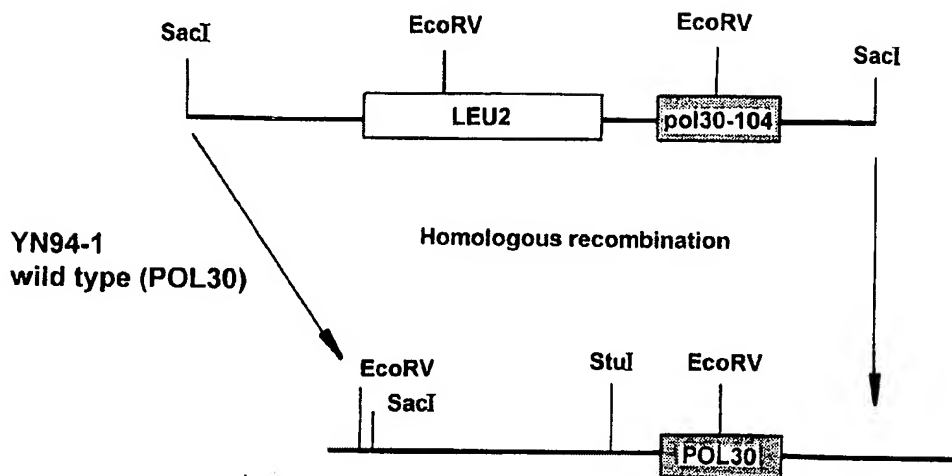 SacI
EcoRV
EcoRV
SacI
LEU2
pol30-104
YN94-1
wild type (POL30)
Homologous recombination
EcoRV
SacI
StuI
EcoRV
POL30